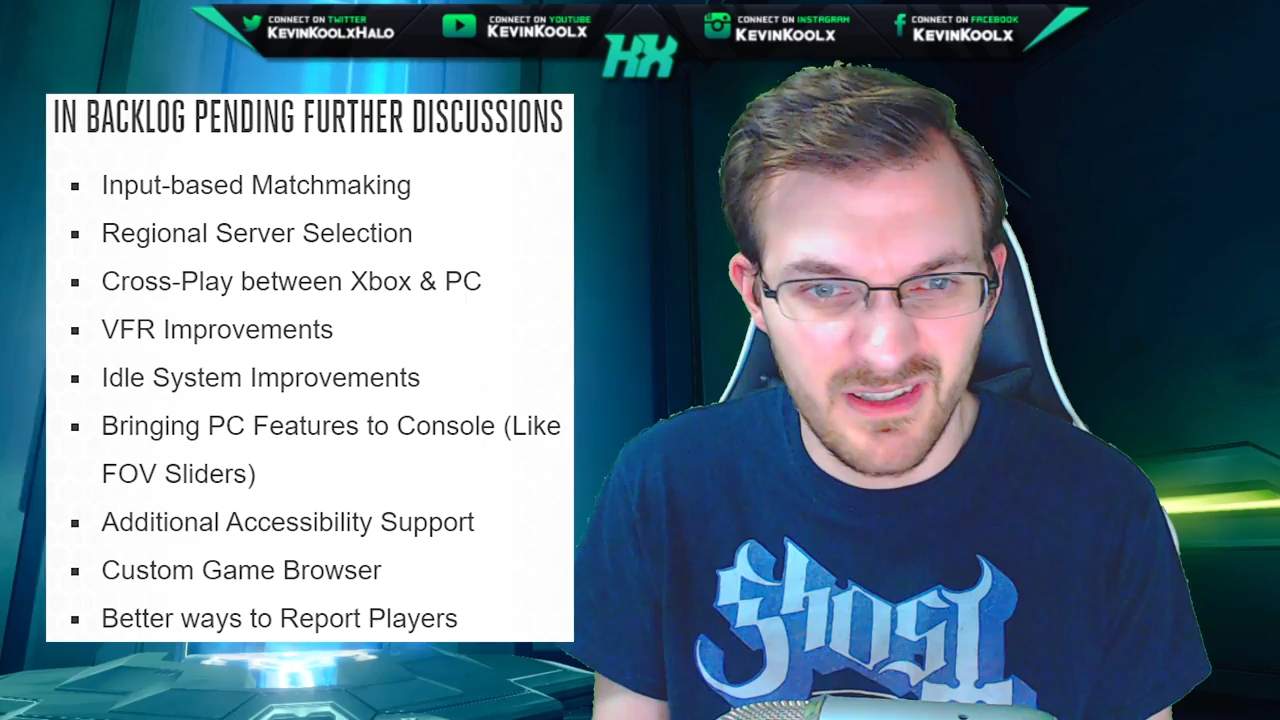 CONNECT ON TWITTER
KEVINKOOLXHALO
CONNECT ON YOUTUBE
KEVINKOOLX
KX
CONNECT ON INSTAGRAM
KEVINKOOLX
CONNECT ON FACEBOOK
KEVINKOOLX
IN BACKLOG PENDING FURTHER DISCUSSIONS
▪ Input-based Matchmaking
▪ Regional Server Selection
▪ Cross-Play between Xbox & PC
▪ VFR Improvements
▪ Idle System Improvements
▪ Bringing PC Features to Console (Like
FOV Sliders)
▪ Additional Accessibility Support
▪ Custom Game Browser
▪ Better ways to Report Players
Ghost